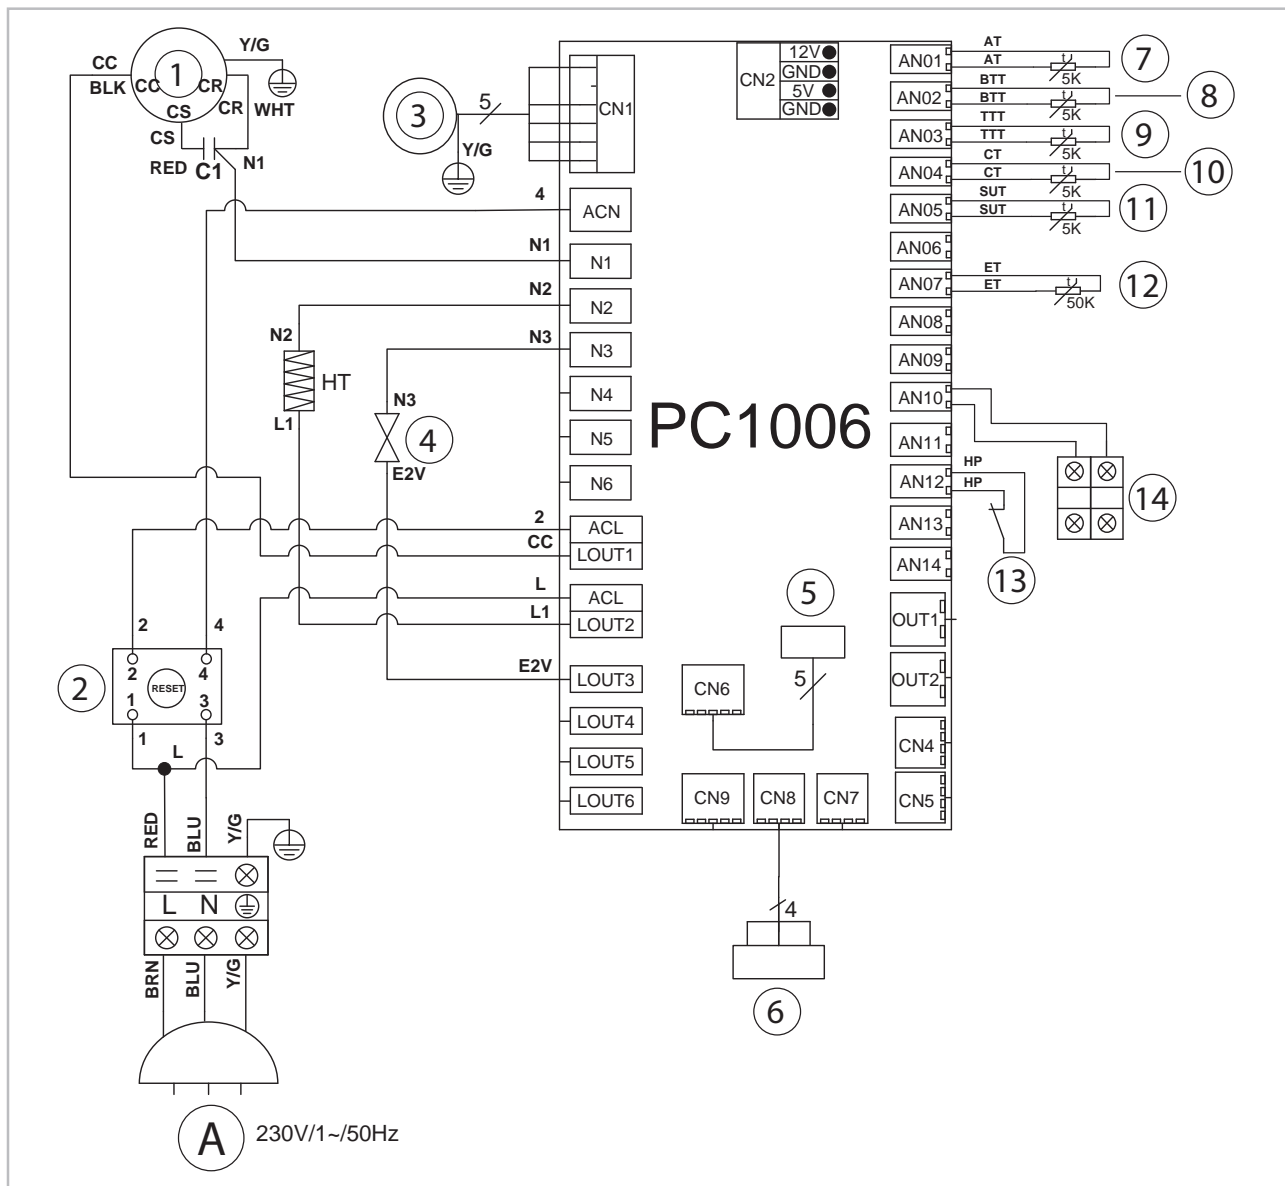 CC
BLK
Y/G
1
CC
CR
CR
WHT
CS
CS
RED
C1
N1
3
5
Y/G
CN1
CN2
12V
GND
5V
GND
AN01
AT
AT
5K
7
AN02
BTT
BTT
5K
8
AN03
TTT
TTT
5K
9
AN04
CT
CT
5K
10
AN05
SUT
SUT
5K
11
AN06
AN07
ET
ET
50K
12
AN08
AN09
AN10
AN11
AN12
HP
HP
AN13
AN14
13
14
4
ACN
N1
N1
N2
N2
N2
HT
L1
N3
N3
N3
4
E2V
N4
N5
N6
PC1006
2
ACL
CC
LOUT1
L
ACL
L1
LOUT2
E2V
LOUT3
LOUT4
LOUT5
LOUT6
5
5
CN6
OUT1
OUT2
CN4
CN5
CN9
CN8
CN7
4
6
2
4
2
2
4
RESET
1
3
1
L
3
RED
BLU
Y/G
L
N
BRN
BLU
Y/G
A
230V/1~/50Hz
t
t
t
t
t
t